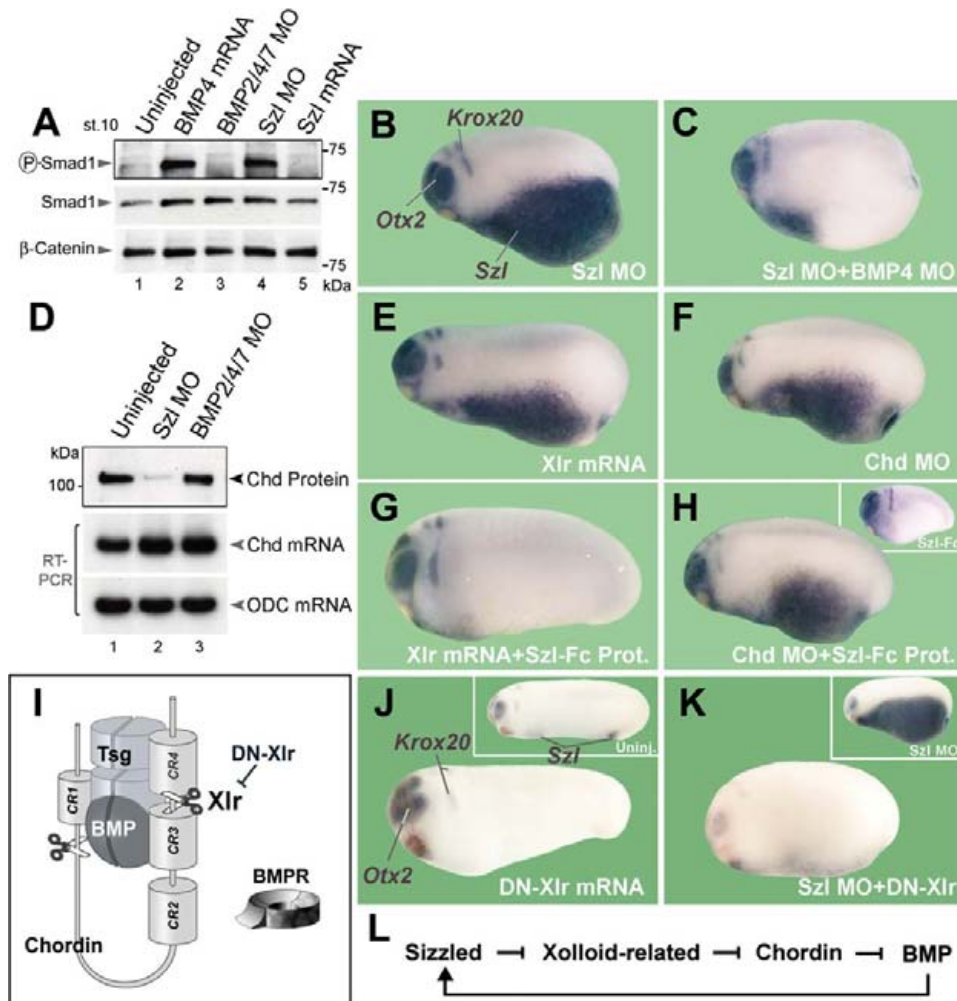 A
st.10
Uninjected
BMP4 mRNA
BMP2/4/7 MO
Szl MO
Szl mRNA
Ⓟ-Smad1
-75
Smad1
-75
β-Catenin
-75
1 2 3 4 5 kDa
B
Krox20
Otx2
Szl
Szl MO
C
Szl MO+BMP4 MO
D
Uninjected
Szl MO
BMP2/4/7 MO
kDa
100
Chd Protein
RT-
PCR
Chd mRNA
ODC mRNA
1 2 3
E
Xlr mRNA
F
Chd MO
G
Xlr mRNA+Szl-Fc Prot.
H
Szl-Fc
Chd MO+Szl-Fc Prot.
I
Tsg
CR4
DN-Xlr
CR1
Xlr
BMP
CR3
BMPR
CR2
Chordin
J
Krox20
Szl
Uninj.
Otx2
DN-Xlr mRNA
K
Szl MO
Szl MO+DN-Xlr
L
Sizzled Xolloid-related Chordin BMP